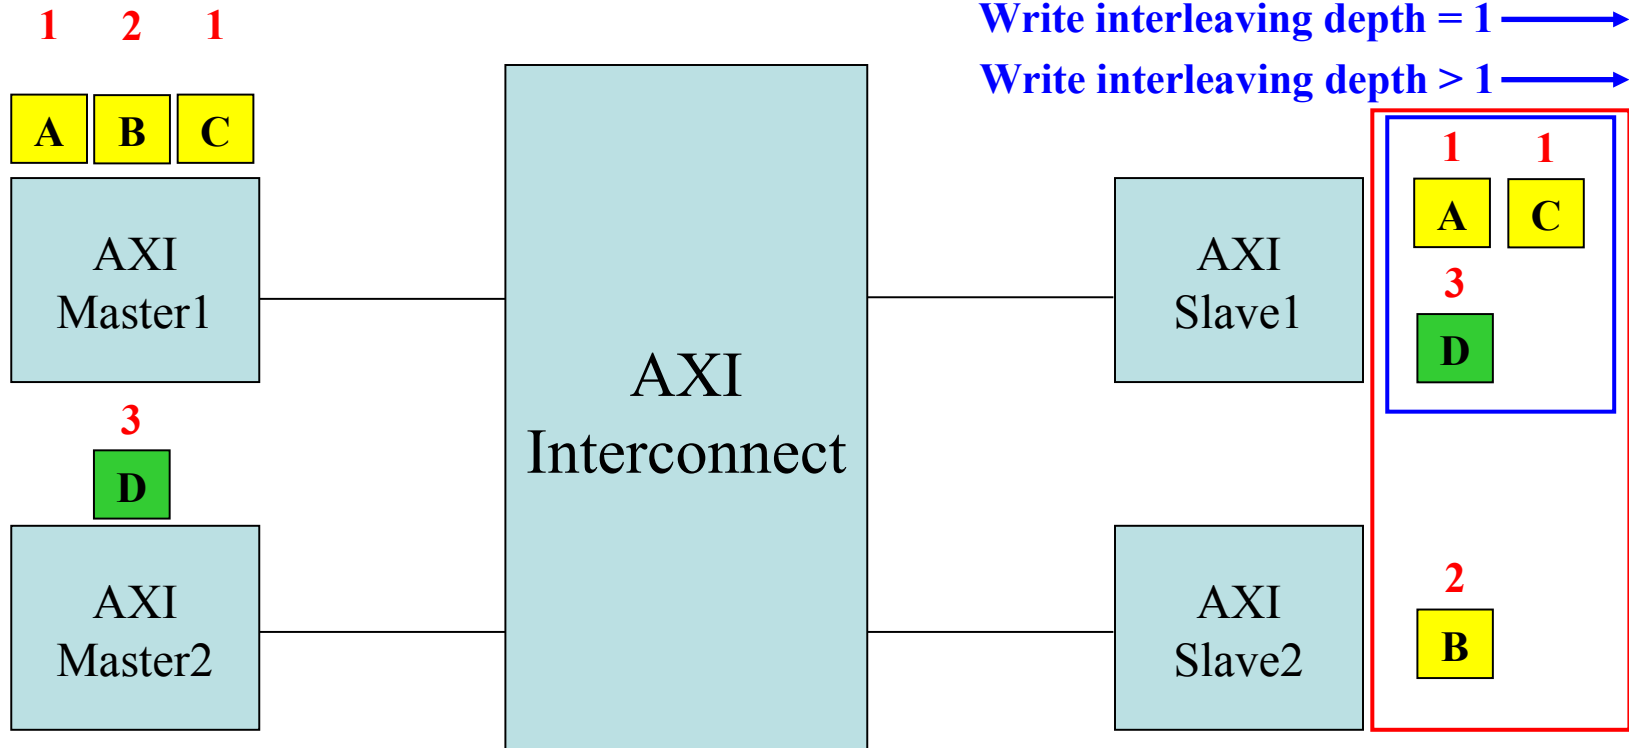 1 2 1
Write interleaving depth = 1
Write interleaving depth > 1
A B C
AXI
Master1
3
D
AXI
Master2
AXI
Interconnect
AXI
Slave1
1 1
A C
3
D
AXI
Slave2
2
B